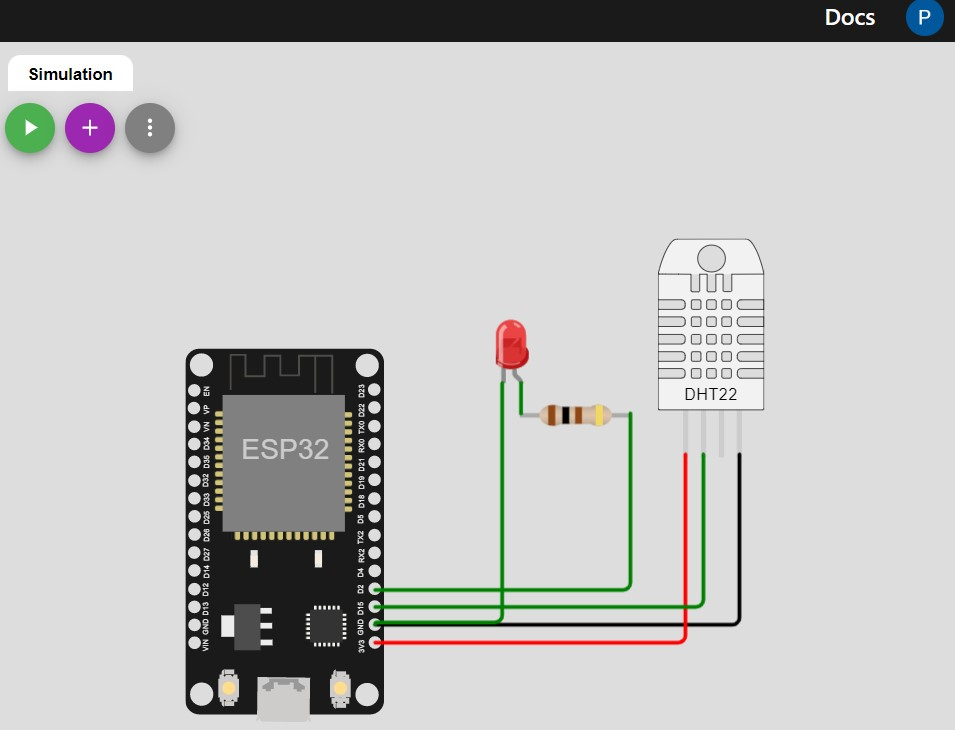 Docs
P
Simulation
DHT22
ESP32
EN
VP
VN
D34
D35
D32
D33
D25
D26
D27
D14
D12
D13
GND
VIN
D23
D22
TX0
RX0
D21
D19
D18
D5
TX2
RX2
D4
D2
D15
GND
3V3